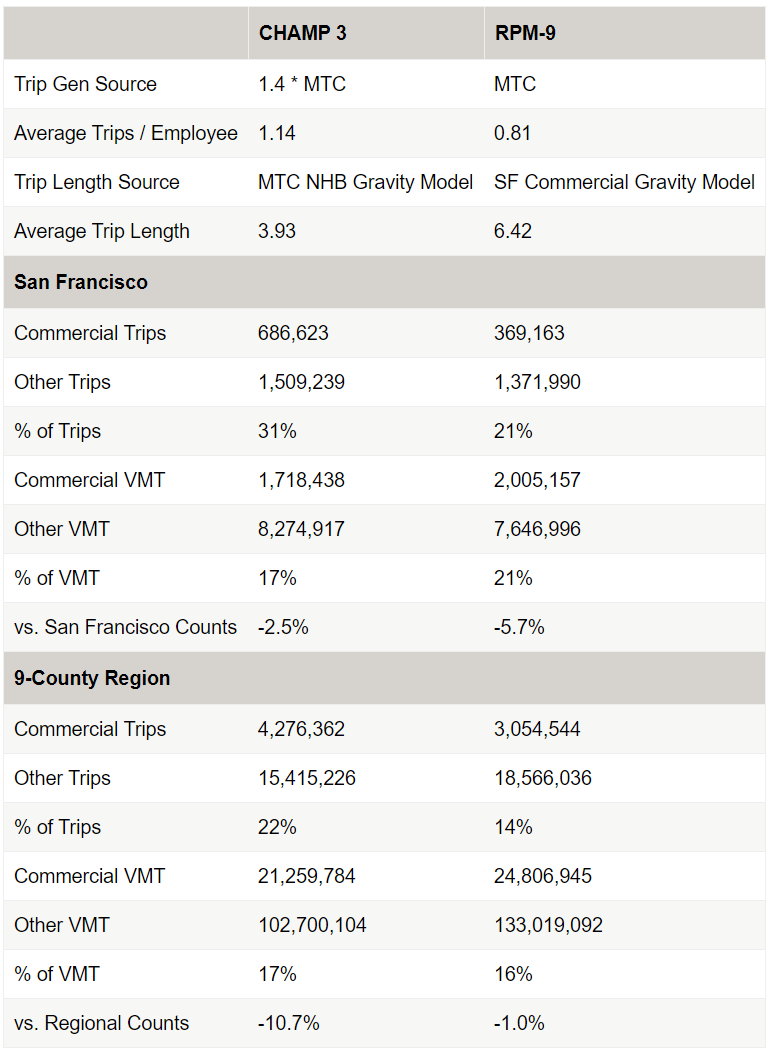 CHAMP 3 RPM-9
Trip Gen Source 1.4 * MTC MTC
Average Trips / Employee 1.14 0.81
Trip Length Source MTC NHB Gravity Model SF Commercial Gravity Model
Average Trip Length 3.93 6.42
San Francisco
Commercial Trips 686,623 369,163
Other Trips 1,509,239 1,371,990
% of Trips 31% 21%
Commercial VMT 1,718,438 2,005,157
Other VMT 8,274,917 7,646,996
% of VMT 17% 21%
vs. San Francisco Counts -2.5% -5.7%
9-County Region
Commercial Trips 4,276,362 3,054,544
Other Trips 15,415,226 18,566,036
% of Trips 22% 14%
Commercial VMT 21,259,784 24,806,945
Other VMT 102,700,104 133,019,092
% of VMT 17% 16%
vs. Regional Counts -10.7% -1.0%